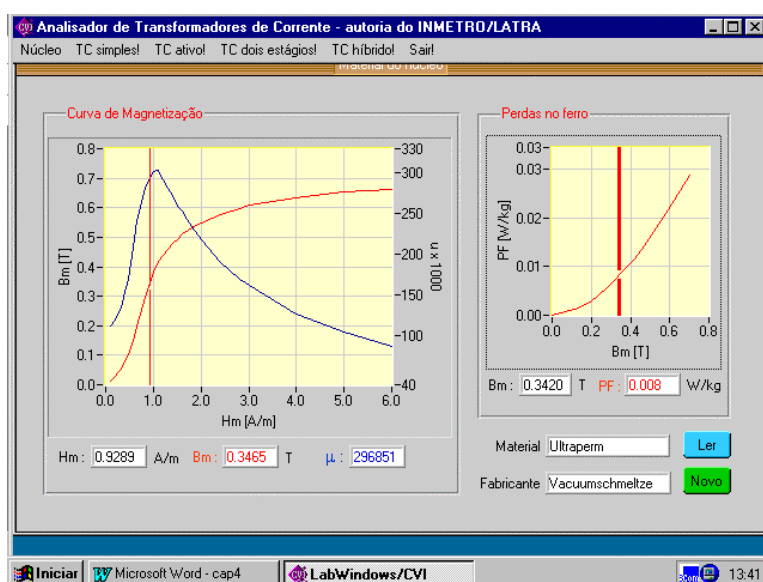 Analisador de Transformadores de Corrente - autoria do INMETRO/LATRA
Núcleo TC simples! TC ativo! TC dois estágios! TC híbrido! Sair!
Material do núcleo
Curva de Magnetização
0.8
0.7
0.6
0.5
0.4
0.3
0.2
0.1
0.0
Bm [T]
330
300
250
200
150
100
40
u x 1000
0.0 1.0 2.0 3.0 4.0 5.0 6.0
Hm [A/m]
Hm : 0.9289 A/m Bm : 0.3465 T µ : 296851
Perdas no ferro
0.03
0.03
0.02
0.01
0.00
PF [W/kg]
0.0 0.2 0.4 0.6 0.8
Bm [T]
Bm : 0.3420 T PF : 0.008 W/kg
Material Ultraperm Ler
Fabricante Vacuumschmeltze Novo
Iniciar Microsoft Word - cap4 LabWindows/CVI 13:41